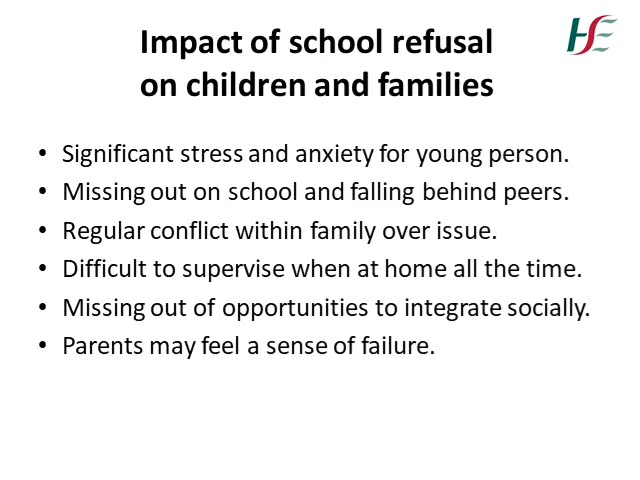 Impact of school refusal
on children and families
HSE
• Significant stress and anxiety for young person.
• Missing out on school and falling behind peers.
• Regular conflict within family over issue.
• Difficult to supervise when at home all the time.
• Missing out of opportunities to integrate socially.
• Parents may feel a sense of failure.